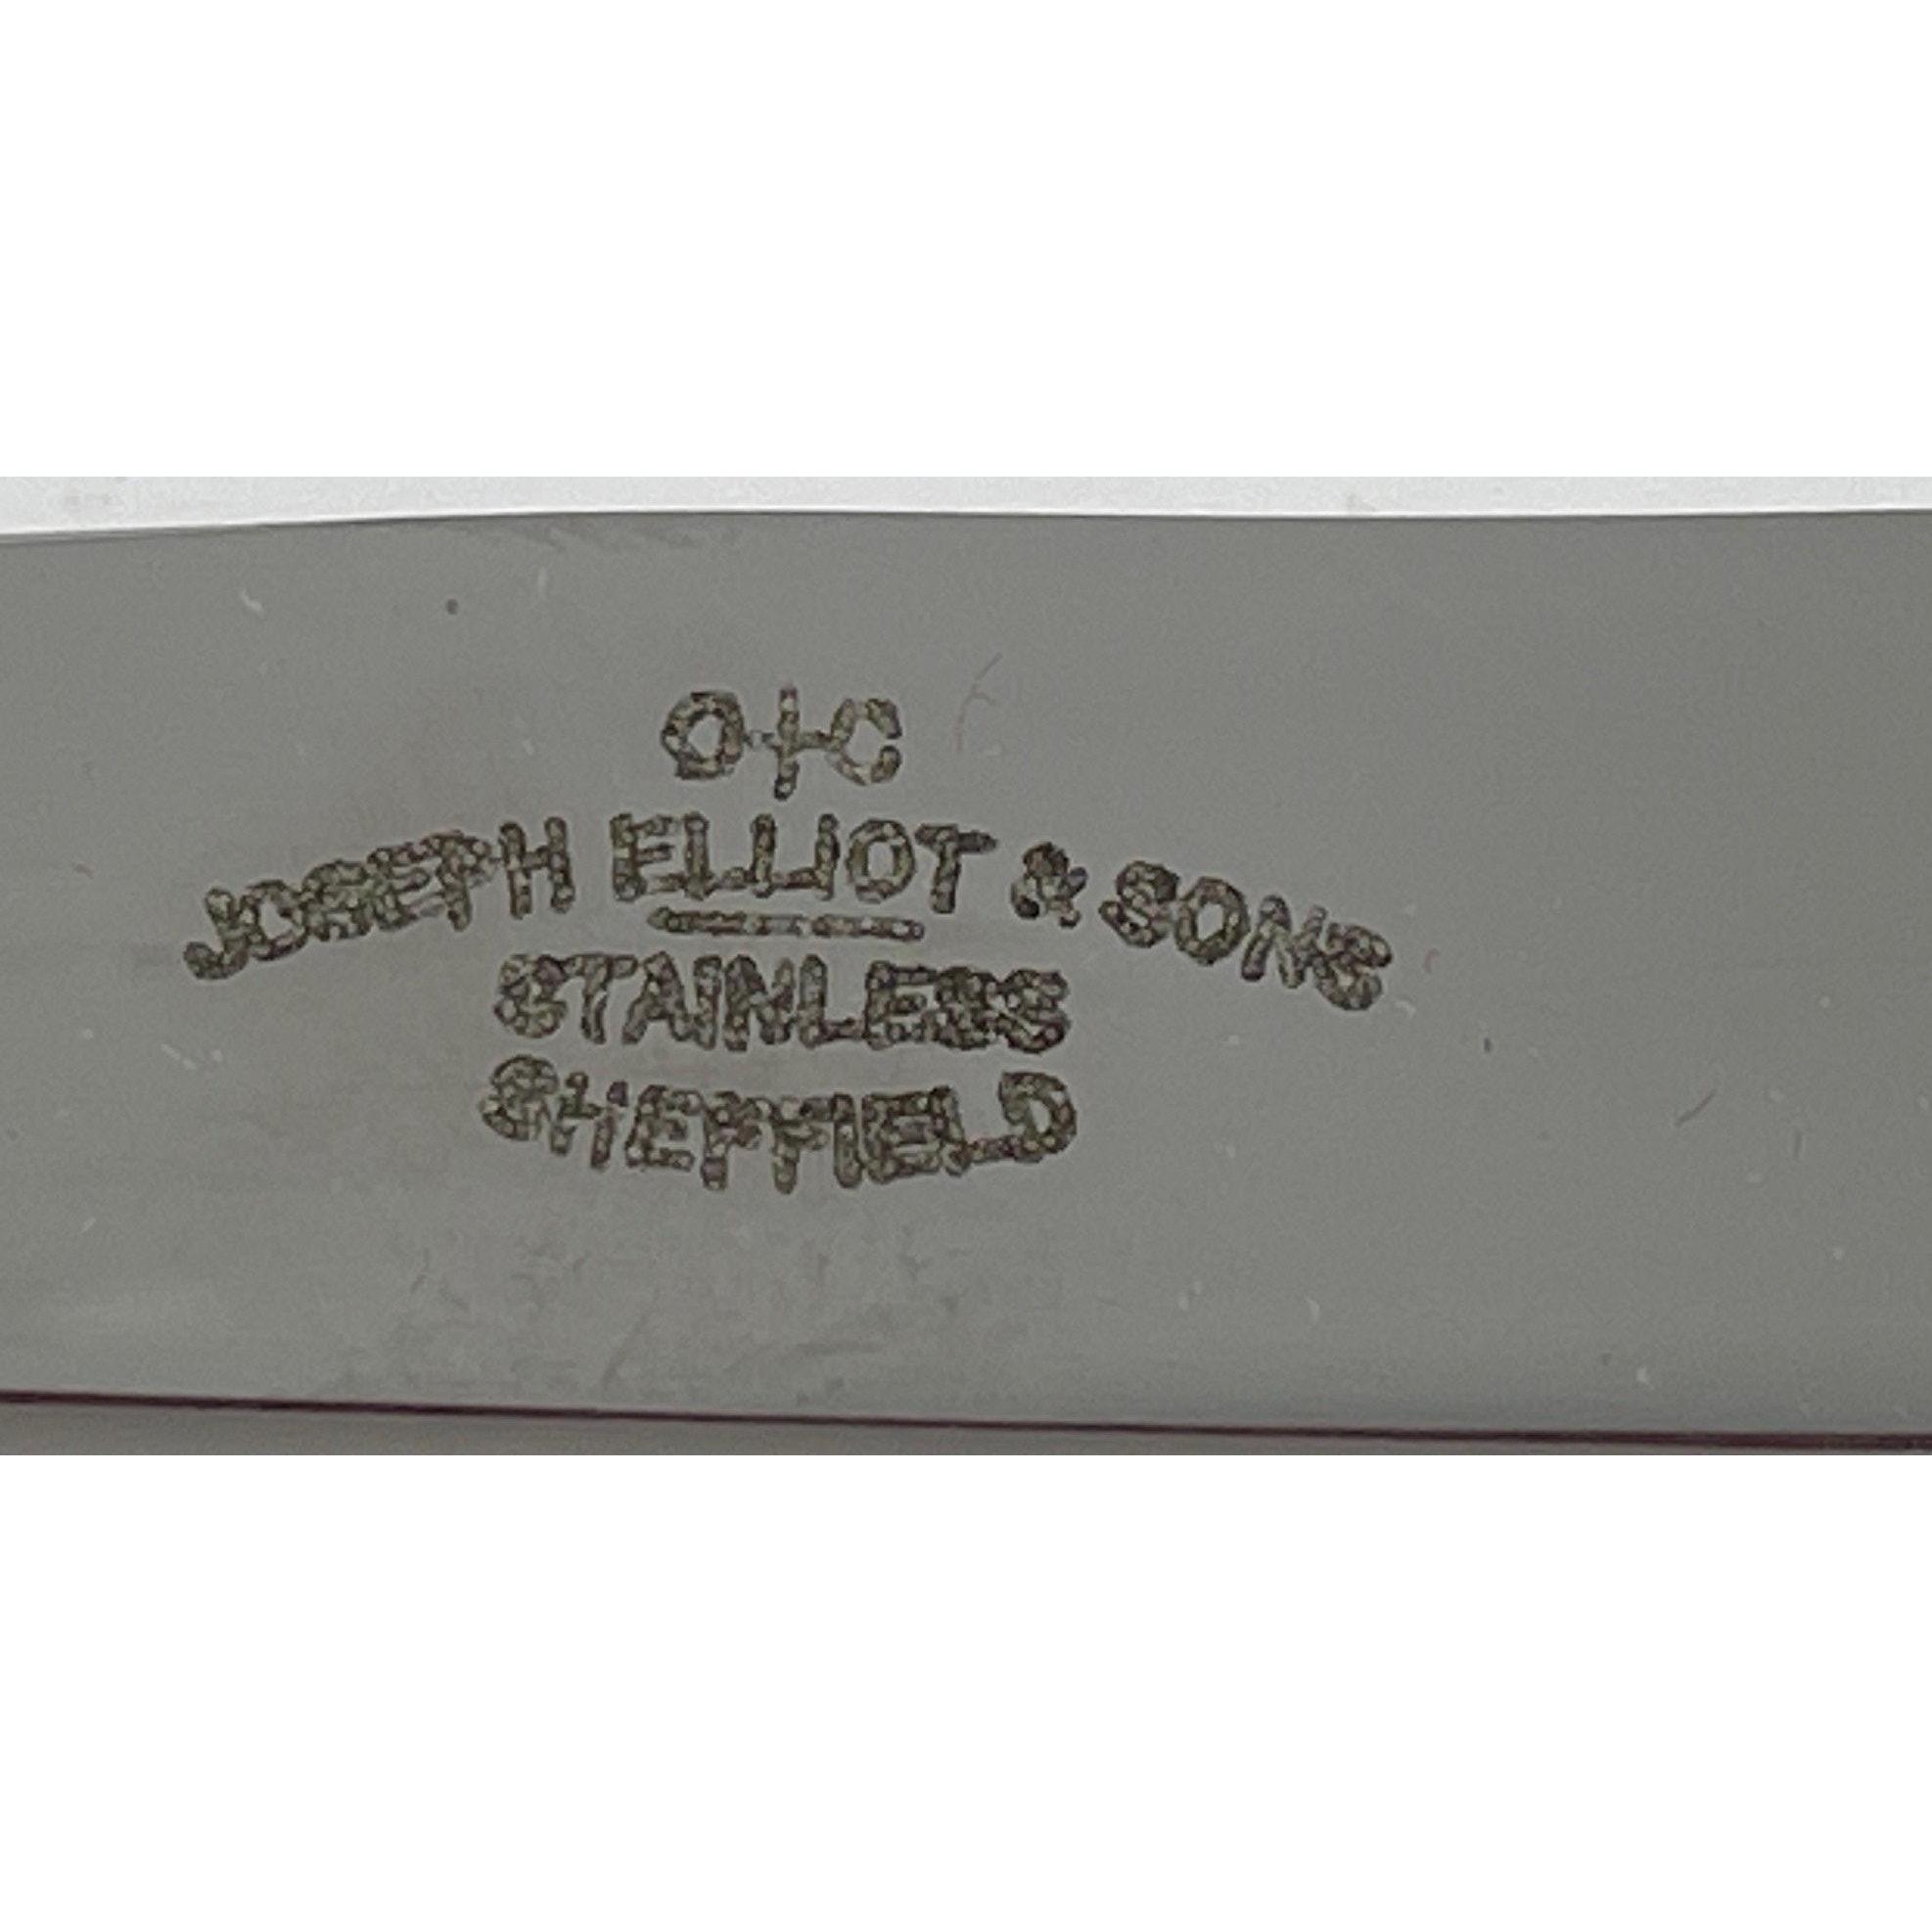 O+C
JOSEPH ELLIOT & SONS
STAINLESS
SHEFFIELD